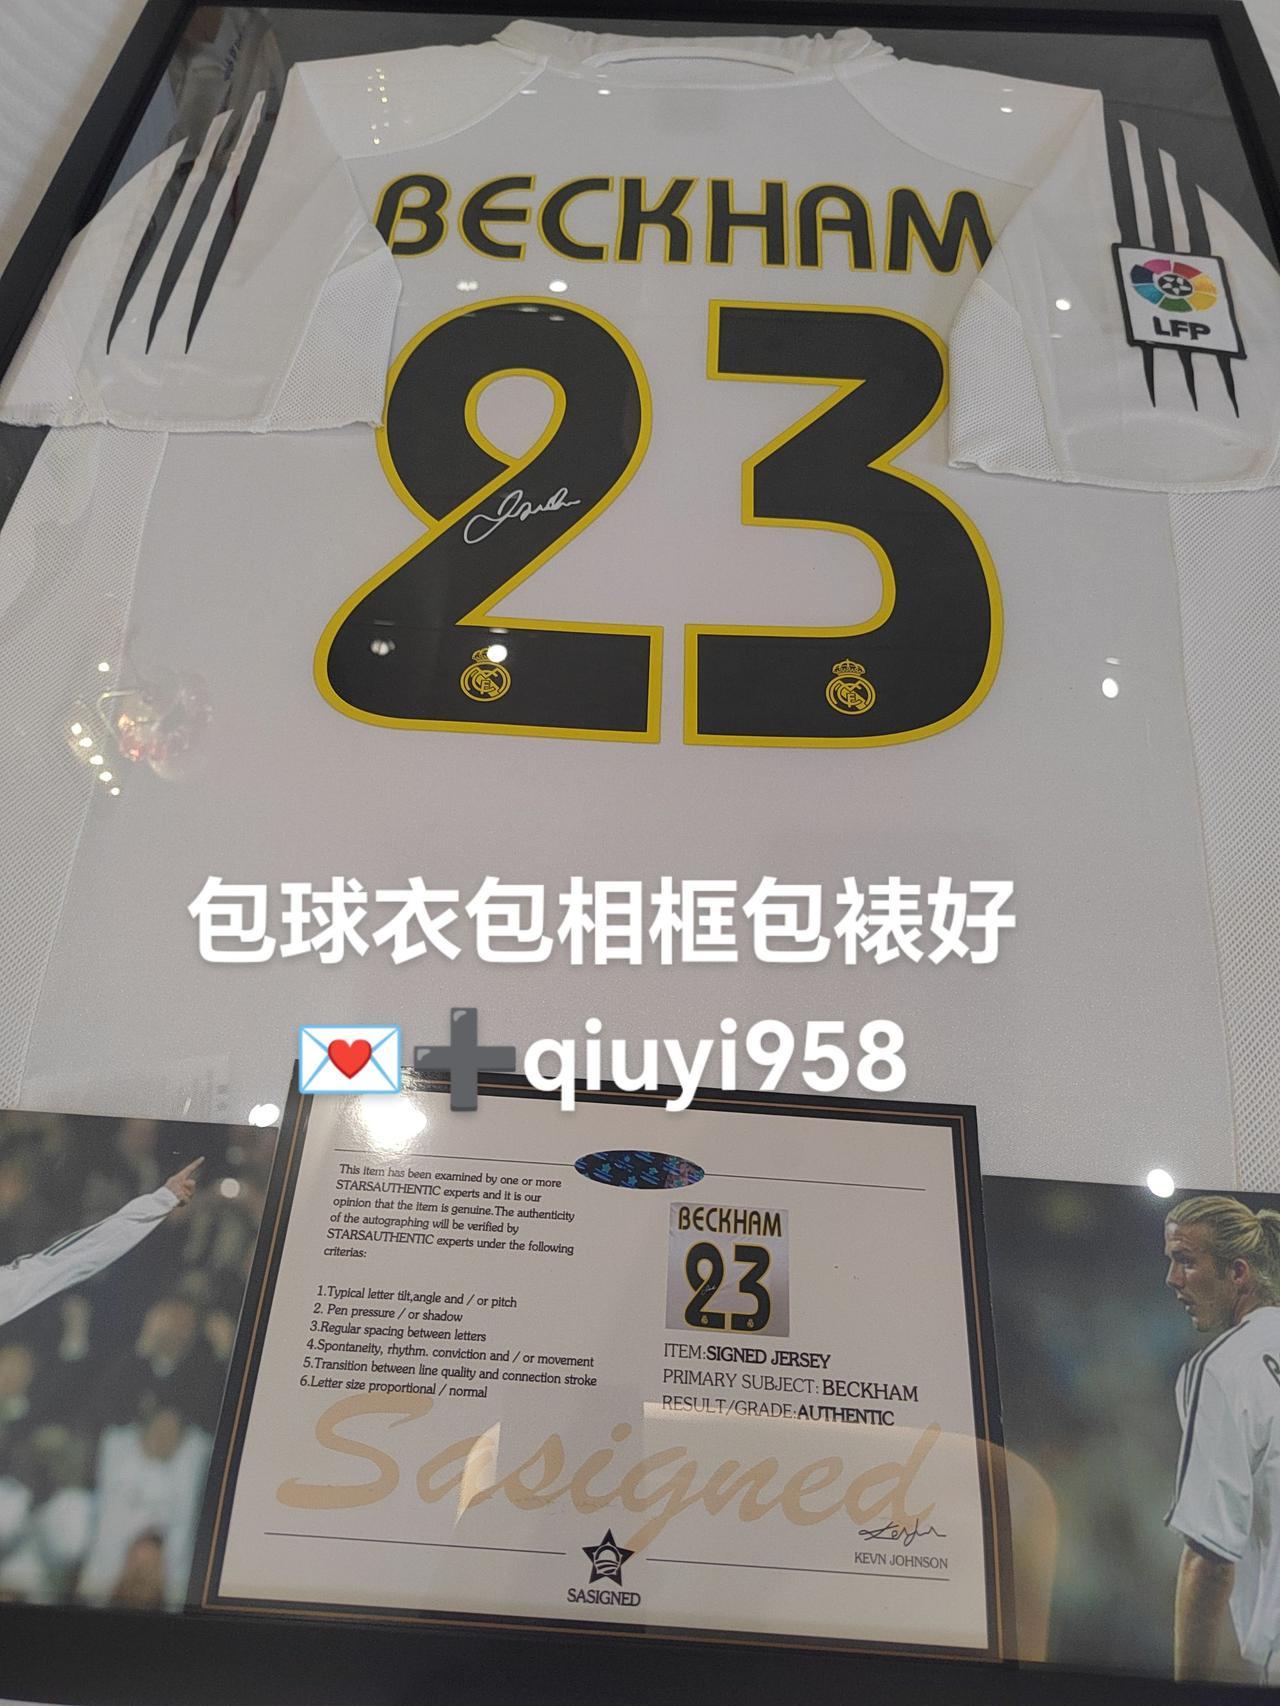 BECKHAM
23
LFP
包球衣包相框包裱好
💌➕qiuyi958
This item has been examined by one or more
STARSAUTHENTIC experts and it is our
opinion that the item is genuine.The authenticity
of the autographing will be verified by
STARSAUTHENTIC experts under the following
criterias:
1.Typical letter tilt,angle and / or pitch
2. Pen pressure / or shadow
3.Regular spacing between letters
4.Spontaneity, rhythm. conviction and / or movement
5.Transition between line quality and connection stroke
6.Letter size proportional / normal
BECKHAM
23
ITEM:SIGNED JERSEY
PRIMARY SUBJECT: BECKHAM
RESULT/GRADE:AUTHENTIC
Sasigned
KEVN JOHNSON
SASIGNED